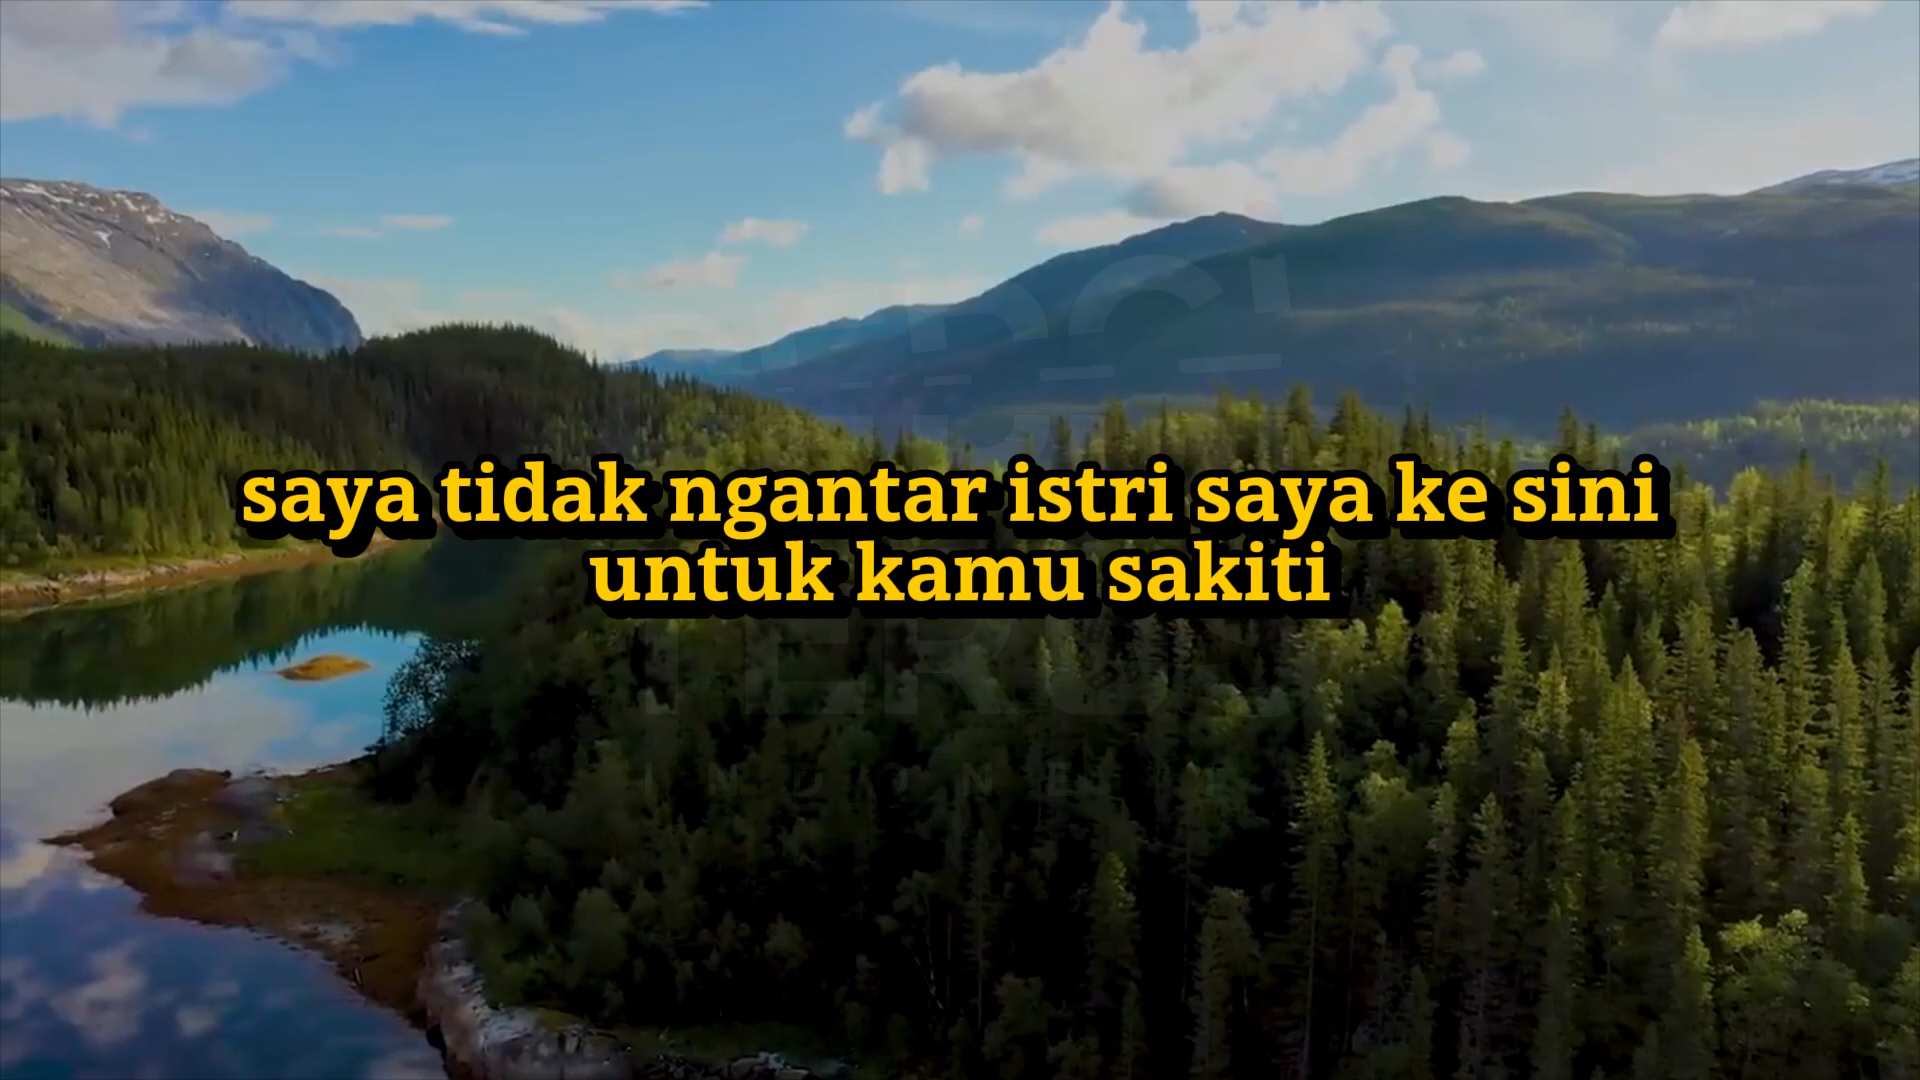 saya tidak ngantar istri saya ke sini
untuk kamu sakiti